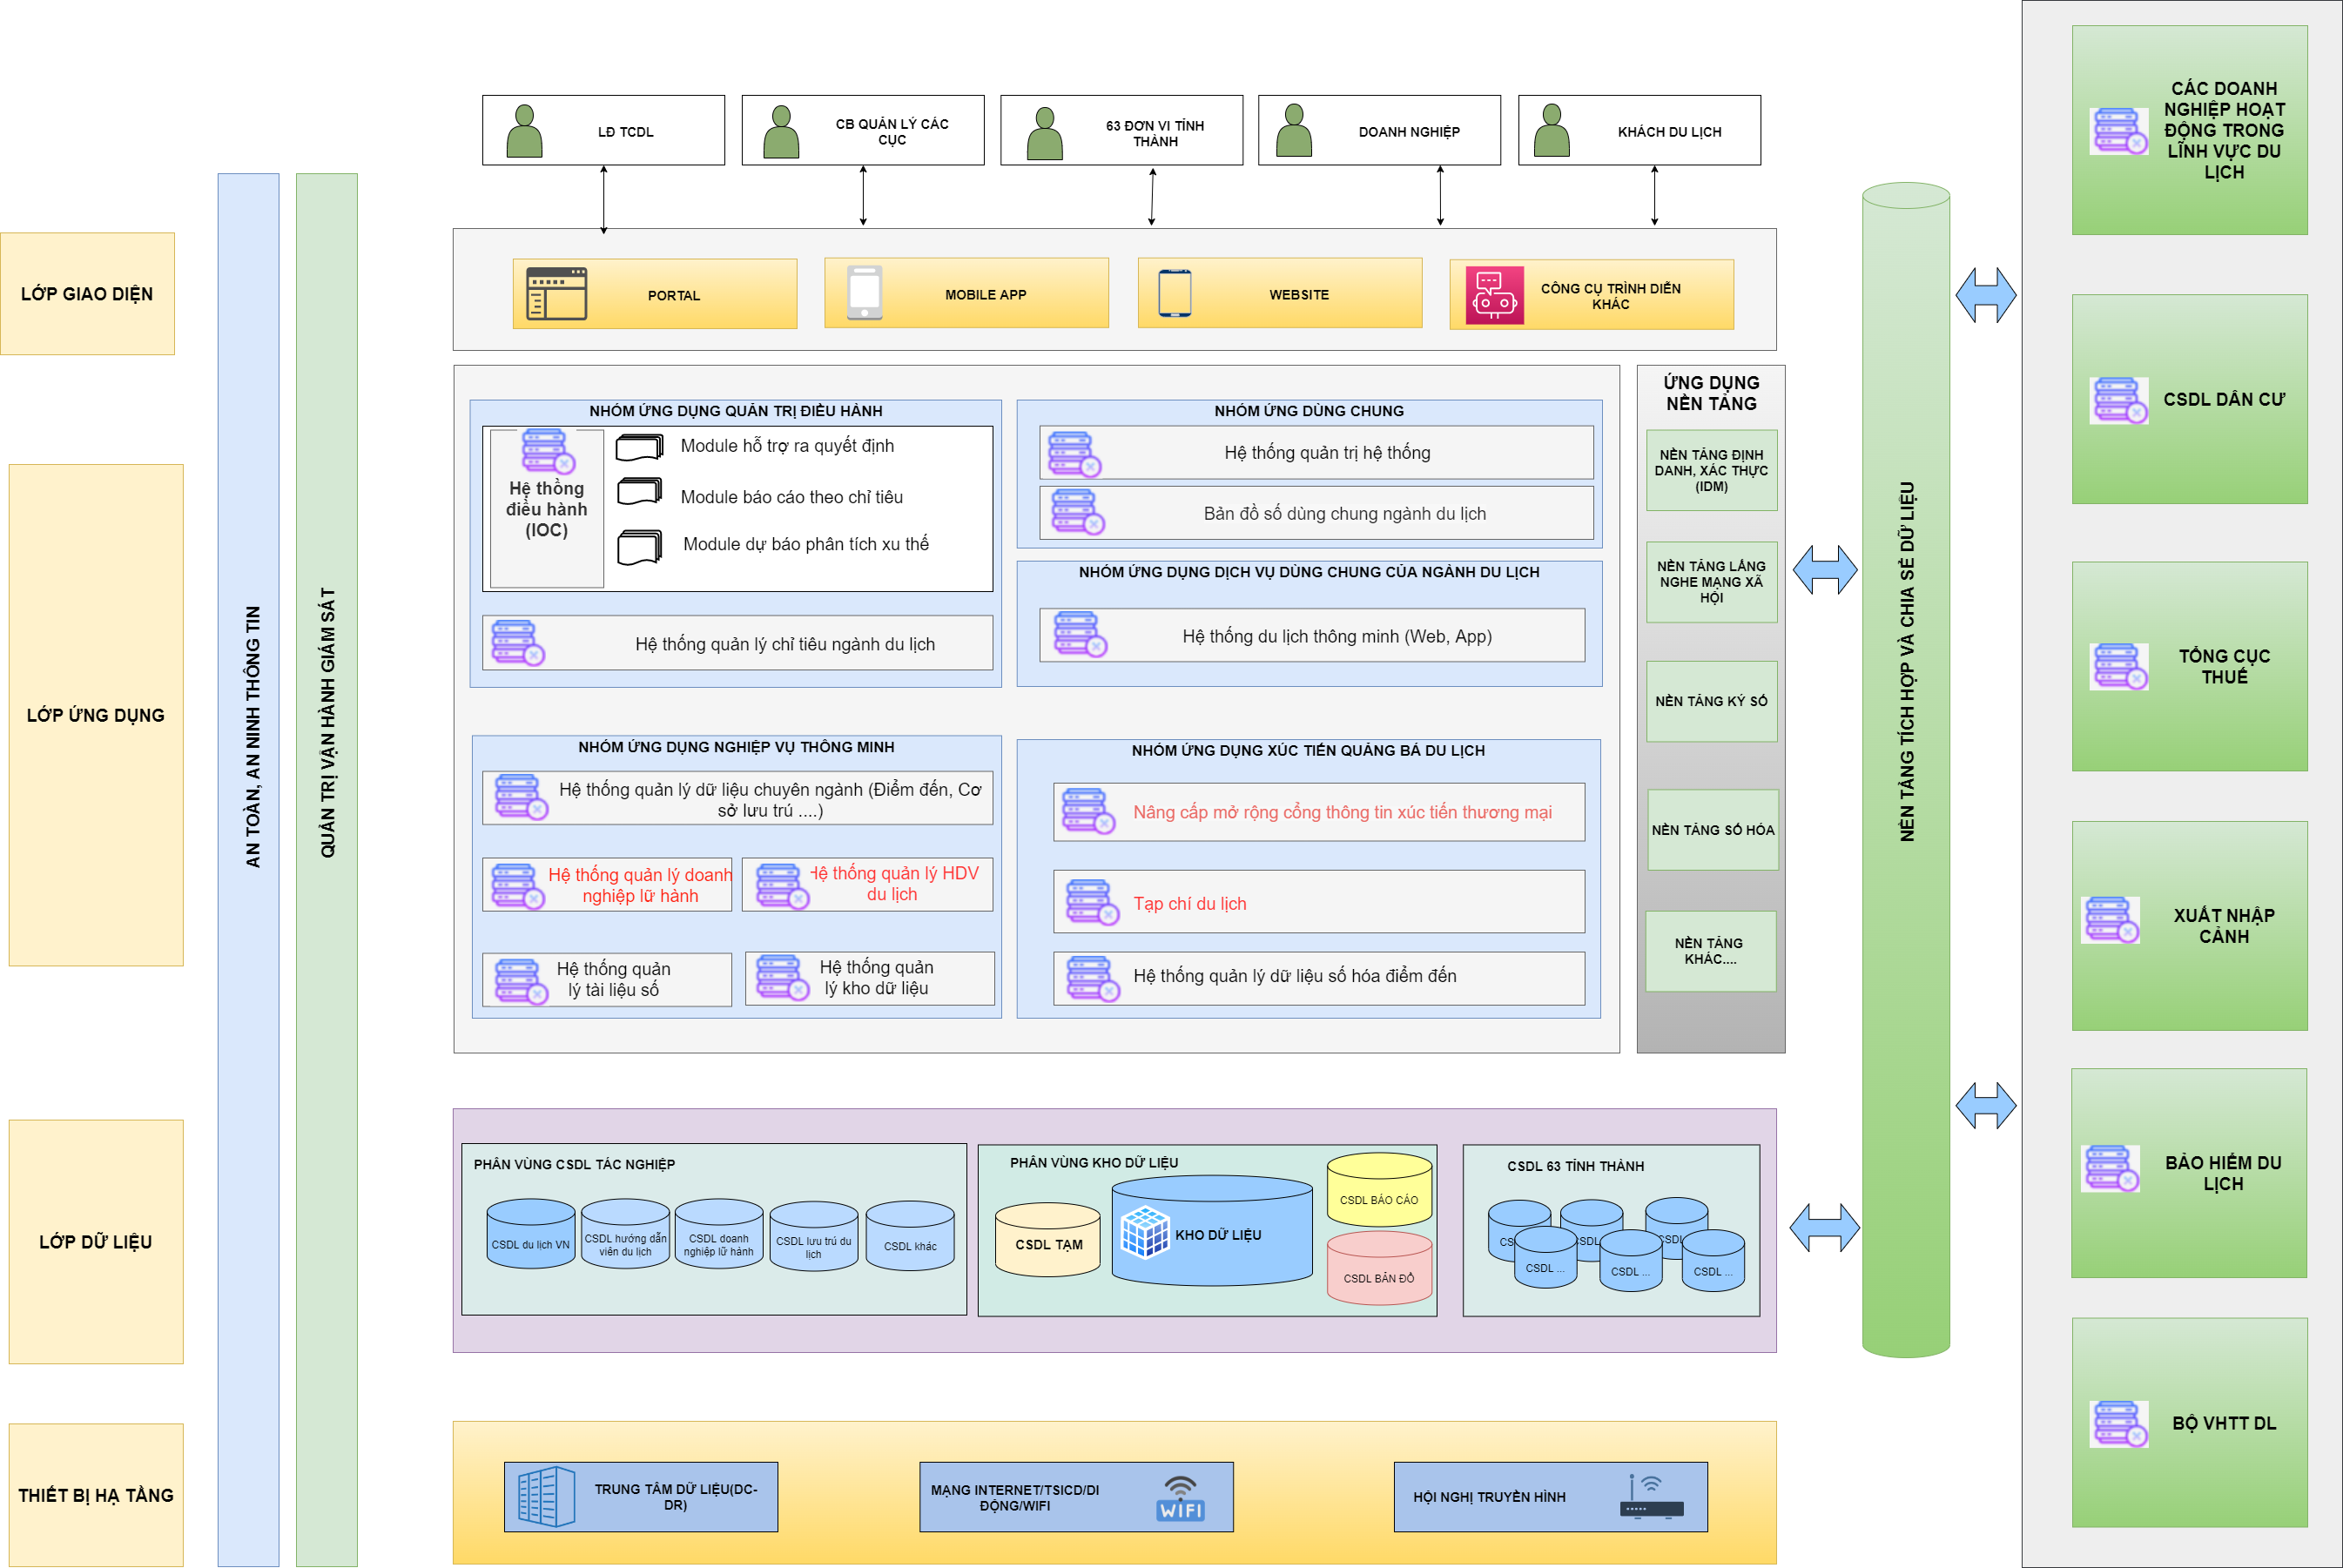 LĐ TCDL
CB QUẢN LÝ CÁC
CỤC
63 ĐƠN VỊ TỈNH
THÀNH
DOANH NGHIỆP
KHÁCH DU LỊCH
LỚP GIAO DIỆN
PORTAL
MOBILE APP
WEBSITE
CÔNG CỤ TRÌNH DIỄN
KHÁC
LỚP ỨNG DỤNG
AN TOÀN, AN NINH THÔNG TIN
QUẢN TRỊ VẬN HÀNH GIÁM SÁT
NHÓM ỨNG DỤNG QUẢN TRỊ ĐIỀU HÀNH
Hệ thồng
điều hành
(IOC)
Module hỗ trợ ra quyết định
Module báo cáo theo chỉ tiêu
Module dự báo phân tích xu thế
Hệ thống quản lý chỉ tiêu ngành du lịch
NHÓM ỨNG DÙNG CHUNG
Hệ thống quản trị hệ thống
Bản đồ số dùng chung ngành du lịch
NHÓM ỨNG DỤNG DỊCH VỤ DÙNG CHUNG CỦA NGÀNH DU LỊCH
Hệ thống du lịch thông minh (Web, App)
NHÓM ỨNG DỤNG NGHIỆP VỤ THÔNG MINH
Hệ thống quản lý dữ liệu chuyên ngành (Điểm đến, Cơ
sở lưu trú ....)
Hệ thống quản lý doanh
nghiệp lữ hành
Hệ thống quản lý HDV
du lịch
Hệ thống quản
lý tài liệu số
Hệ thống quản
lý kho dữ liệu
NHÓM ỨNG DỤNG XÚC TIẾN QUẢNG BÁ DU LỊCH
Nâng cấp mở rộng cổng thông tin xúc tiến thương mại
Tạp chí du lịch
Hệ thống quản lý dữ liệu số hóa điểm đến
ỨNG DỤNG
NỀN TẢNG
NỀN TẢNG ĐỊNH
DANH, XÁC THỰC
(IDM)
NỀN TẢNG LẮNG
NGHE MẠNG XÃ
HỘI
NỀN TẢNG KÝ SỐ
NỀN TẢNG SỐ HÓA
NỀN TẢNG
KHÁC....
NỀN TẢNG TÍCH HỢP VÀ CHIA SẺ DỮ LIỆU
CÁC DOANH
NGHIỆP HOẠT
ĐỘNG TRONG
LĨNH VỰC DU
LỊCH
CSDL DÂN CƯ
TỔNG CỤC
THUẾ
XUẤT NHẬP
CẢNH
BẢO HIỂM DU
LỊCH
BỘ VHTT DL
LỚP DỮ LIỆU
PHÂN VÙNG CSDL TÁC NGHIỆP
CSDL du lịch VN
CSDL hướng dẫn
viên du lịch
CSDL doanh
nghiệp lữ hành
CSDL lưu trú du
lịch
CSDL khác
PHÂN VÙNG KHO DỮ LIỆU
CSDL TẠM
KHO DỮ LIỆU
CSDL BÁO CÁO
CSDL BẢN ĐỒ
CSDL 63 TỈNH THÀNH
CSDL ...
CSDL ...
CSDL ...
THIẾT BỊ HẠ TẦNG
TRUNG TÂM DỮ LIỆU(DC-
DR)
MẠNG INTERNET/TSICD/DI
ĐỘNG/WIFI
WIFI
HỘI NGHỊ TRUYỀN HÌNH